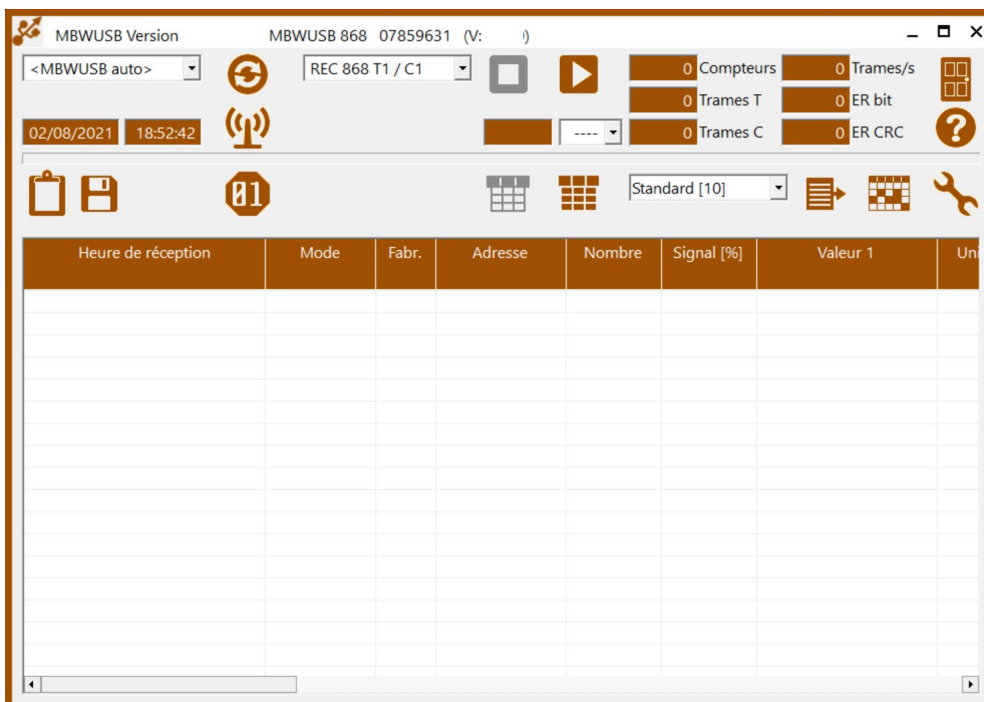 MBWUSB Version MBWUSB 868 07859631 (V: )
<MBWUSB auto> REC 868 T1 / C1 0 Compteurs 0 Trames/s
0 Trames T 0 ER bit
02/08/2021 18:52:42 ---- 0 Trames C 0 ER CRC ?
01 Standard [10]
Heure de réception Mode Fabr. Adresse Nombre Signal [%] Valeur 1 Uni